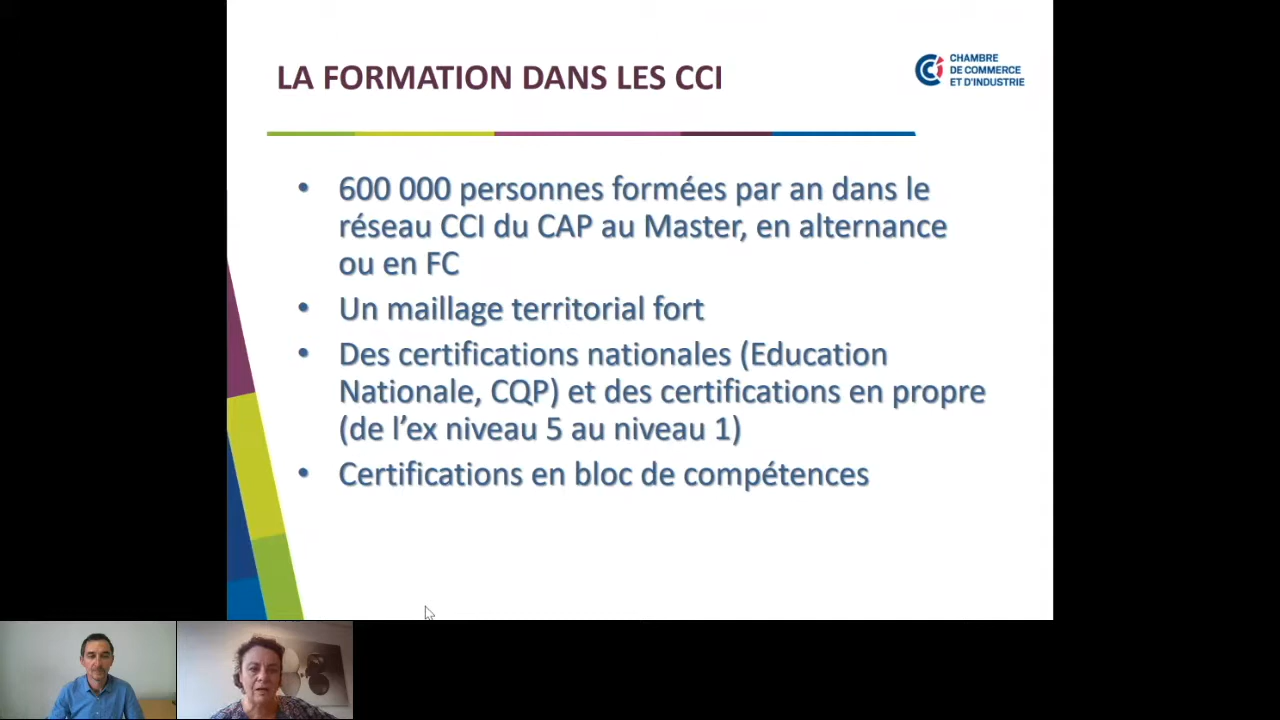 LA FORMATION DANS LES CCI
CHAMBRE
DE COMMERCE
ET D'INDUSTRIE
• 600 000 personnes formées par an dans le
réseau CCI du CAP au Master, en alternance
ou en FC
• Un maillage territorial fort
• Des certifications nationales (Education
Nationale, CQP) et des certifications en propre
(de l’ex niveau 5 au niveau 1)
• Certifications en bloc de compétences